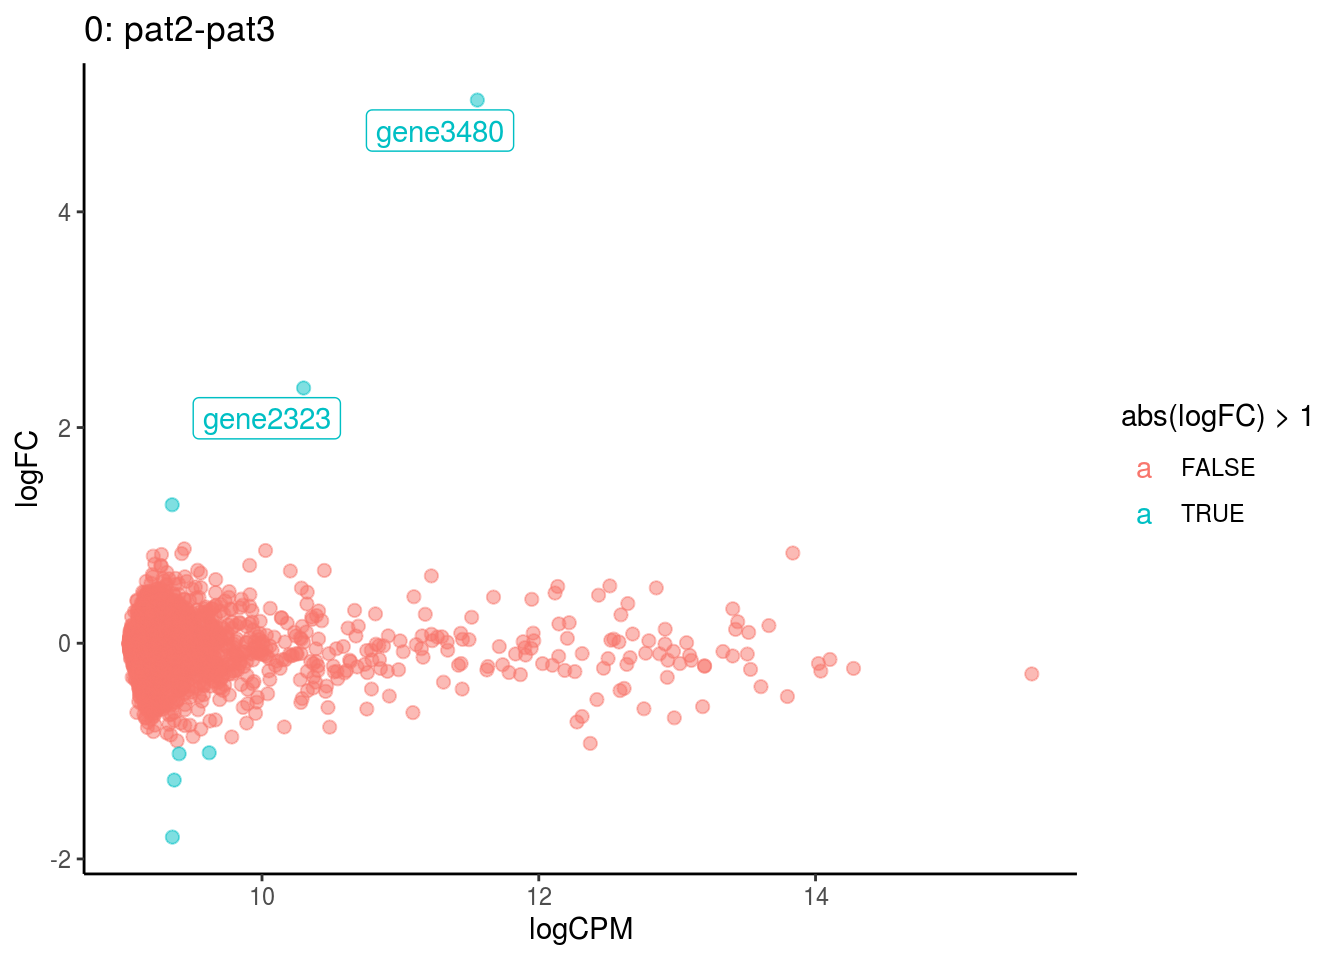 0: pat2-pat3
gene3480
4
gene2323
2
logFC
0
-2
10
12
14
logCPM
abs(logFC) > 1
a FALSE
a TRUE